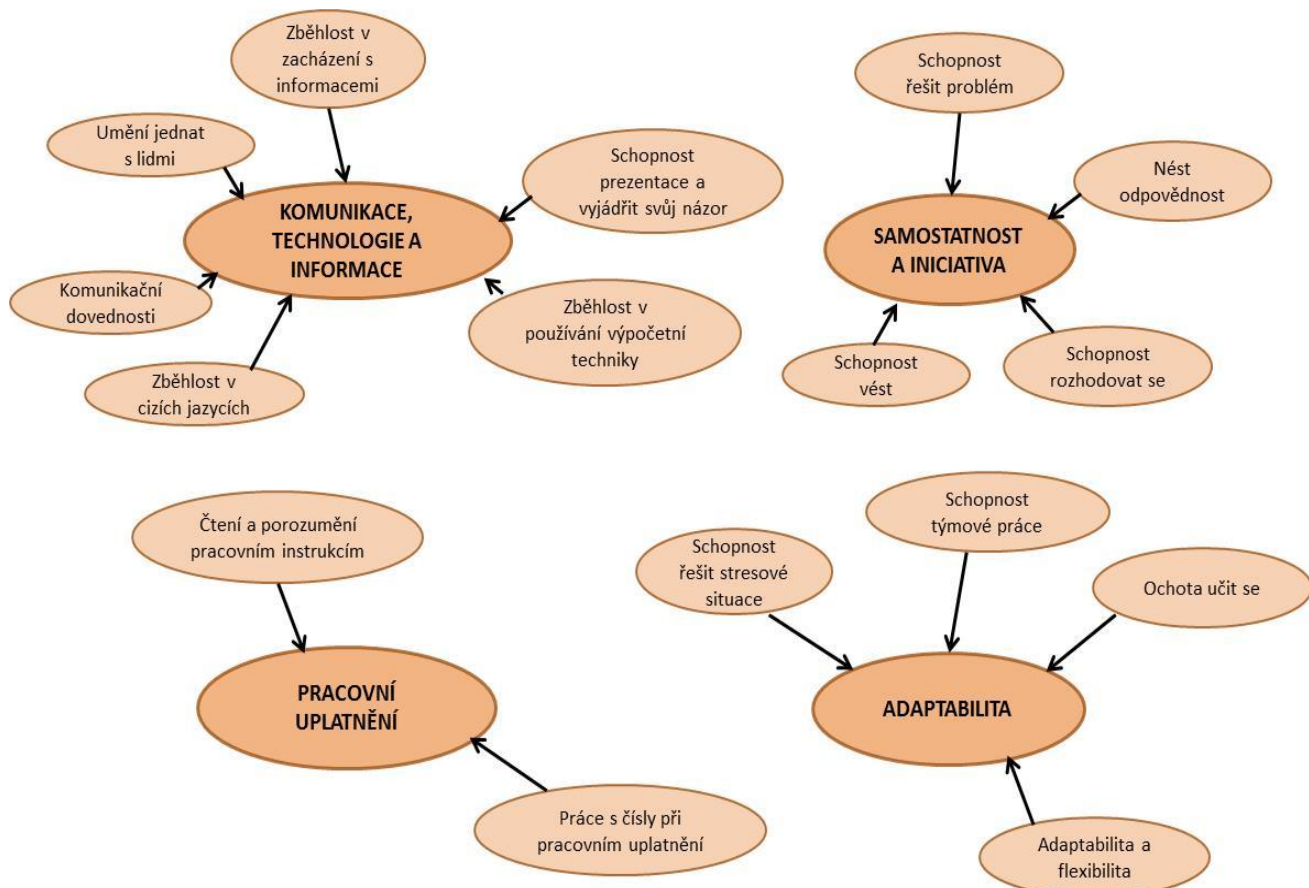 Zběhlost v
zacházení s
informacemi
Umění jednat
s lidmi
Schopnost
prezentace a
vyjádřit svůj názor
KOMUNIKACE,
TECHNOLOGIE A
INFORMACE
Komunikační
dovednosti
Zběhlost v
používání výpočetní
techniky
Zběhlost v
cizích jazycích
Schopnost
řešit problém
Nést
odpovědnost
SAMOSTATNOST
A INICIATIVA
Schopnost
vést
Schopnost
rozhodovat se
Čtení a porozumění
pracovním instrukcím
PRACOVNÍ
UPLATNĚNÍ
Práce s čísly při
pracovním uplatnění
Schopnost
týmové práce
Schopnost
řešit stresové
situace
Ochota učit se
ADAPTABILITA
Adaptabilita a
flexibilita